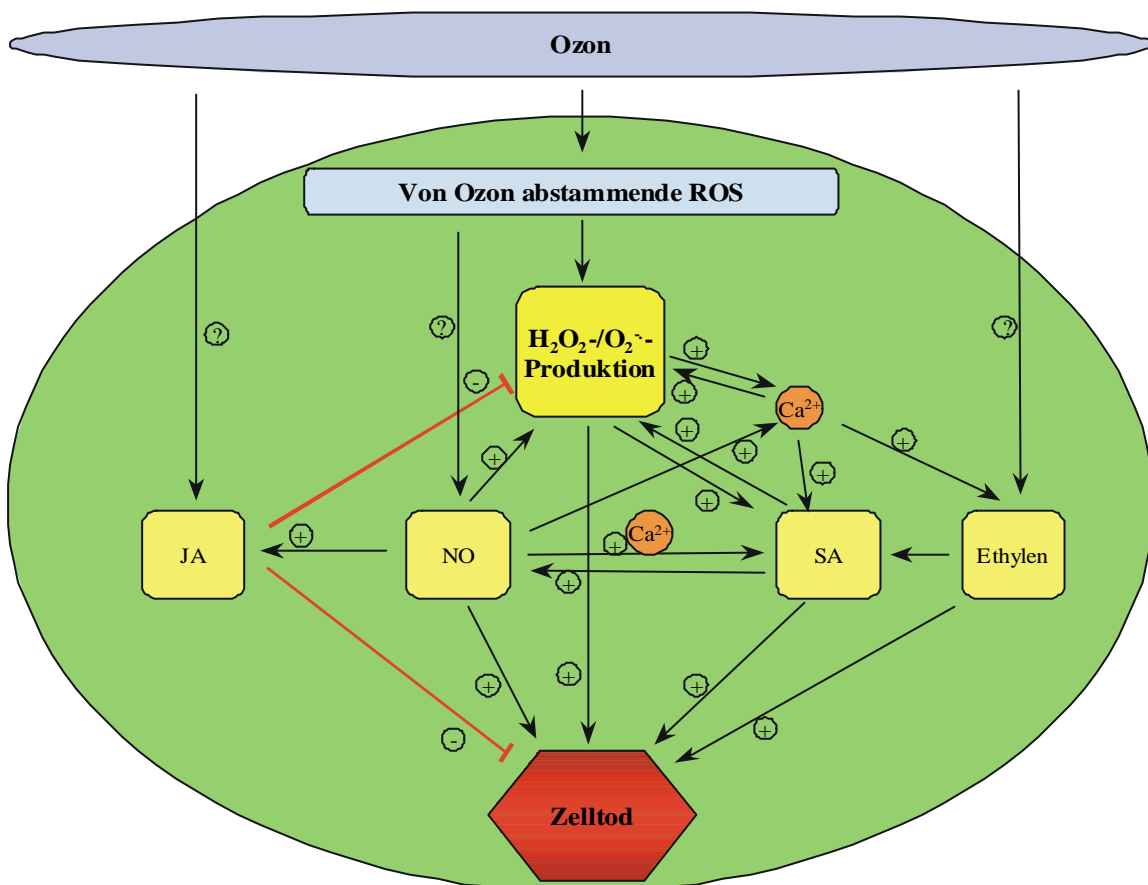 Ozon
Von Ozon abstammende ROS
?
?
?
H₂O₂-/O₂·⁻-
Produktion
+
-
+
Ca²⁺
+
+
+
+
+
+
+
Ca²⁺
+
JA
NO
SA
Ethylen
+
+
+
+
-
+
Zelltod